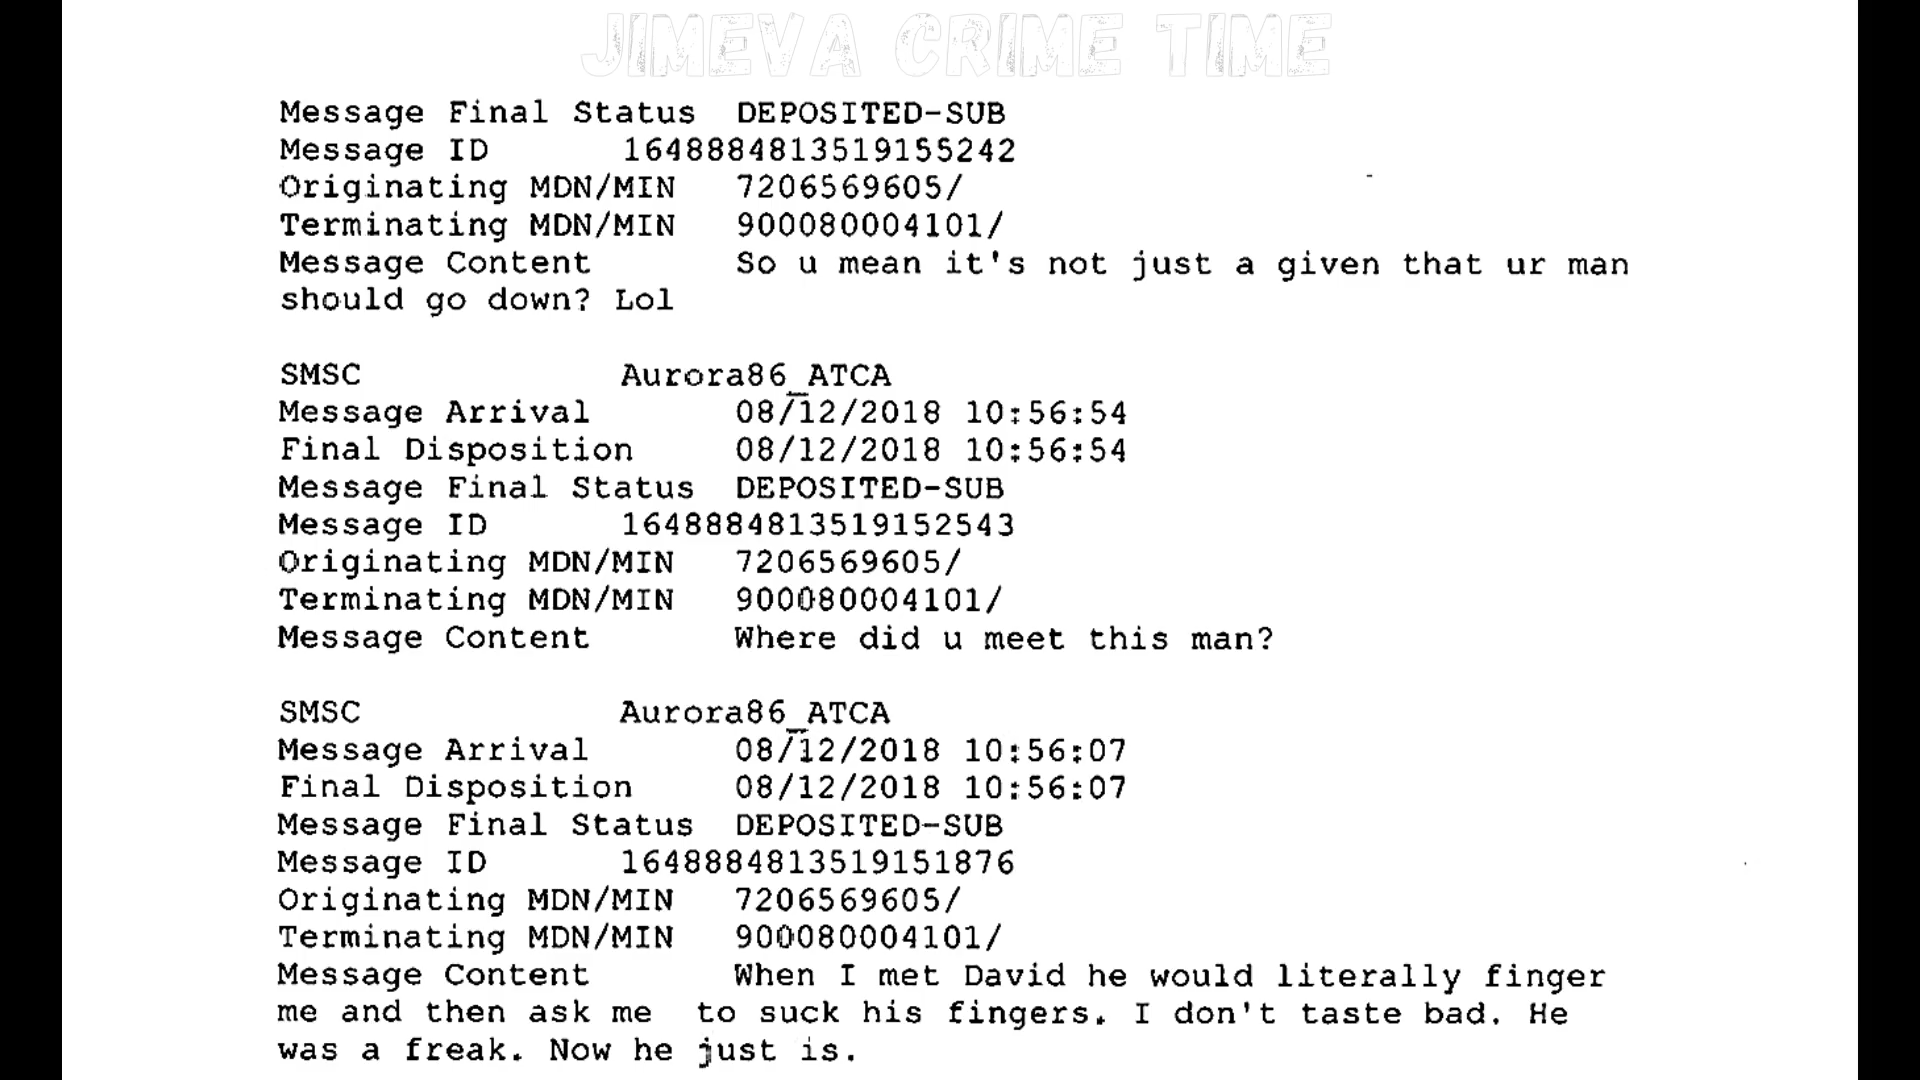 JIMEVA CRIME TIME
Message Final Status DEPOSITED-SUB
Message ID 1648884813519155242
Originating MDN/MIN 7206569605/
Terminating MDN/MIN 900080004101/
Message Content So u mean it's not just a given that ur man
should go down? Lol
SMSC Aurora86_ATCA
Message Arrival 08/12/2018 10:56:54
Final Disposition 08/12/2018 10:56:54
Message Final Status DEPOSITED-SUB
Message ID 1648884813519152543
Originating MDN/MIN 7206569605/
Terminating MDN/MIN 900080004101/
Message Content Where did u meet this man?
SMSC Aurora86_ATCA
Message Arrival 08/12/2018 10:56:07
Final Disposition 08/12/2018 10:56:07
Message Final Status DEPOSITED-SUB
Message ID 1648884813519151876
Originating MDN/MIN 7206569605/
Terminating MDN/MIN 900080004101/
Message Content When I met David he would literally finger
me and then ask me to suck his fingers. I don't taste bad. He
was a freak. Now he just is.